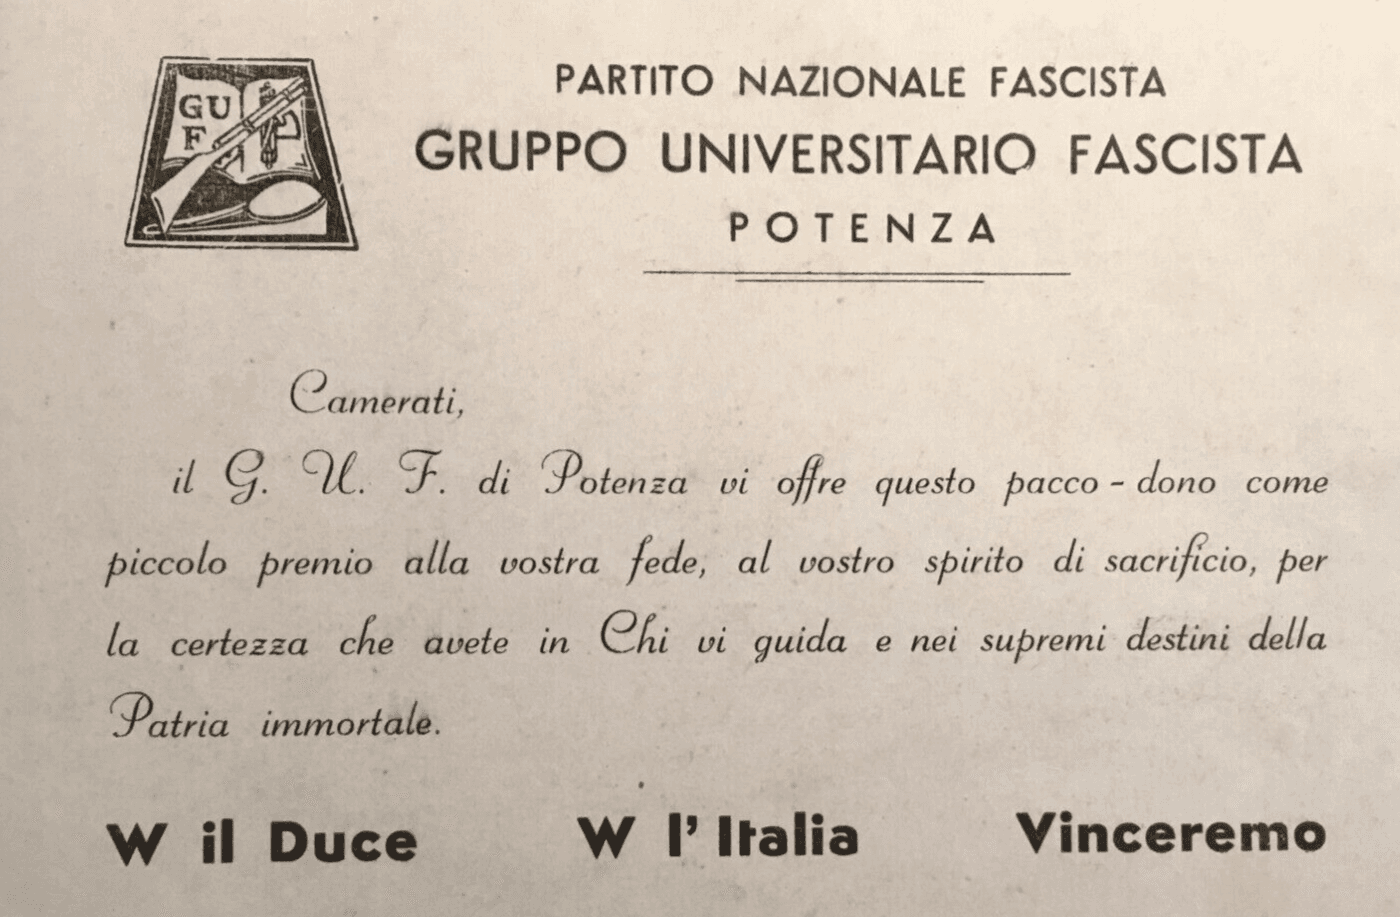 GU
F
PARTITO NAZIONALE FASCISTA
GRUPPO UNIVERSITARIO FASCISTA
POTENZA
Camerati,
il G. U. F. di Potenza vi offre questo pacco - dono come
piccolo premio alla vostra fede, al vostro spirito di sacrificio, per
la certezza che avete in Chi vi guida e nei supremi destini della
Patria immortale.
W il Duce W l' Italia Vinceremo